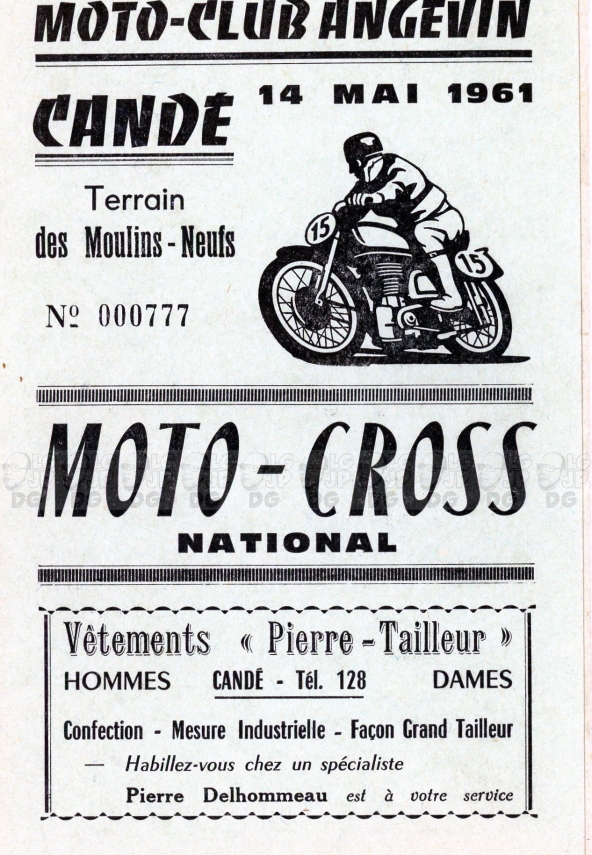 MOTO-CLUB ANGEVIN
CANDÉ
14 MAI 1961
Terrain
des Moulins-Neufs
Nº 000777
15
15
MOTO-CROSS
NATIONAL
Vêtements « Pierre-Tailleur »
HOMMES CANDÉ - Tél. 128 DAMES
Confection - Mesure Industrielle - Façon Grand Tailleur
— Habillez-vous chez un spécialiste
Pierre Delhommeau est à votre service